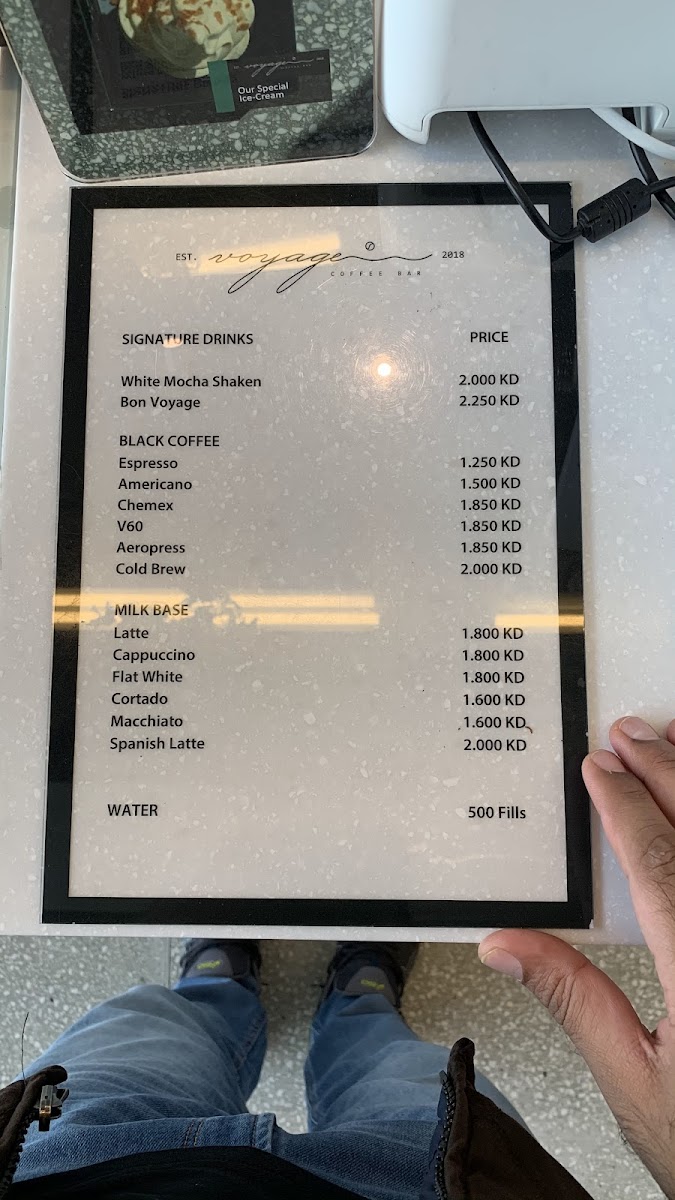 voyage
Our Special
Ice-Cream
EST. voyage 2018
COFFEE BAR
SIGNATURE DRINKS PRICE
White Mocha Shaken 2.000 KD
Bon Voyage 2.250 KD
BLACK COFFEE
Espresso 1.250 KD
Americano 1.500 KD
Chemex 1.850 KD
V60 1.850 KD
Aeropress 1.850 KD
Cold Brew 2.000 KD
MILK BASE
Latte 1.800 KD
Cappuccino 1.800 KD
Flat White 1.800 KD
Cortado 1.600 KD
Macchiato 1.600 KD
Spanish Latte 2.000 KD
WATER 500 Fills